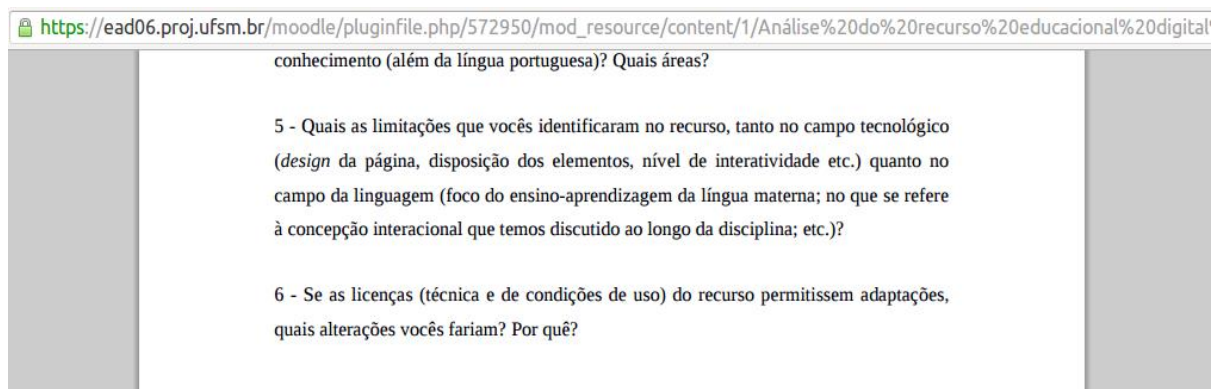 https://ead06.proj.ufsm.br/moodle/pluginfile.php/572950/mod_resource/content/1/Análise%20do%20recurso%20educacional%20digital
conhecimento (além da língua portuguesa)? Quais áreas?
5 - Quais as limitações que vocês identificaram no recurso, tanto no campo tecnológico
(design da página, disposição dos elementos, nível de interatividade etc.) quanto no
campo da linguagem (foco do ensino-aprendizagem da língua materna; no que se refere
à concepção interacional que temos discutido ao longo da disciplina; etc.)?
6 - Se as licenças (técnica e de condições de uso) do recurso permitissem adaptações,
quais alterações vocês fariam? Por quê?